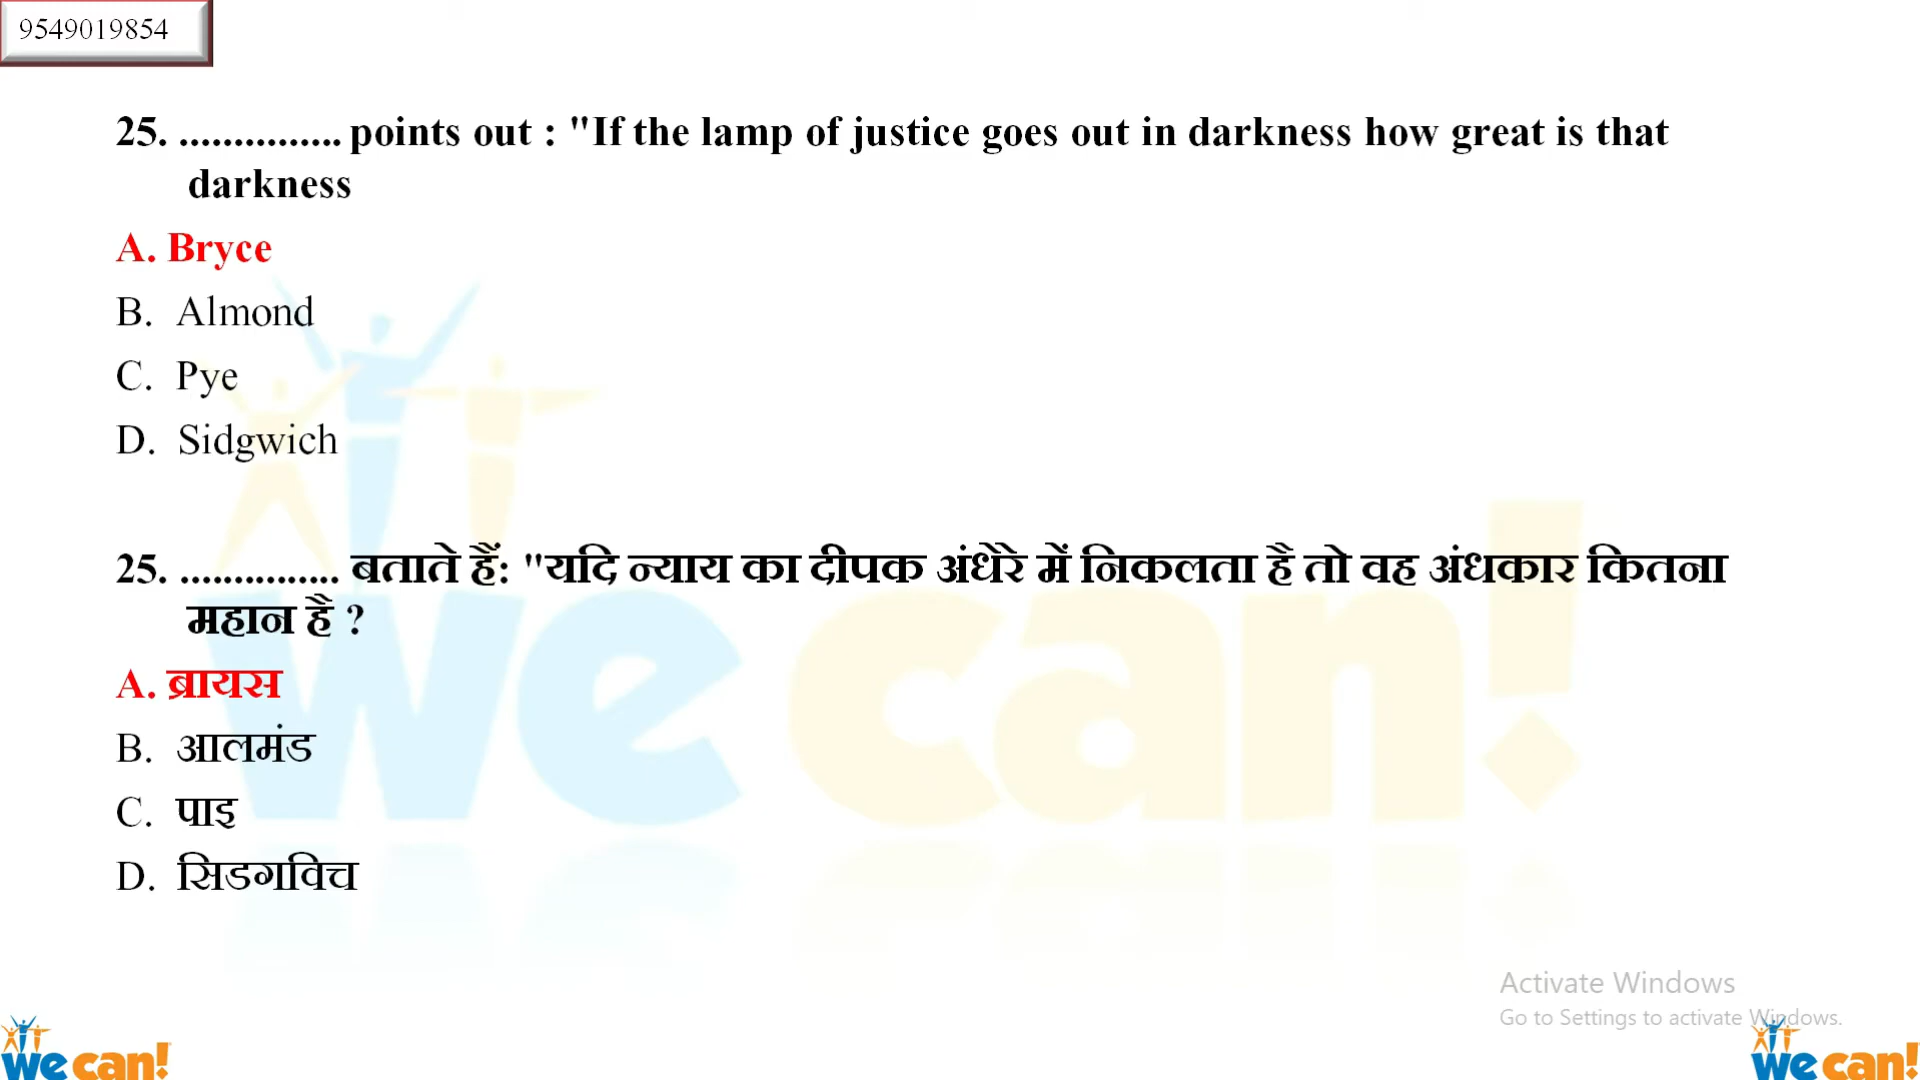 9549019854
25. ............... points out : "If the lamp of justice goes out in darkness how great is that
darkness
A. Bryce
B. Almond
C. Pye
D. Sidgwich
25. ............... बताते हैं: "यदि न्याय का दीपक अंधेरे में निकलता है तो वह अंधकार कितना
महान है ?
A. ब्रायस
B. आलमंड
C. पाइ
D. सिडगविच
we can!
Activate Windows
Go to Settings to activate Windows.
we can!
we can!